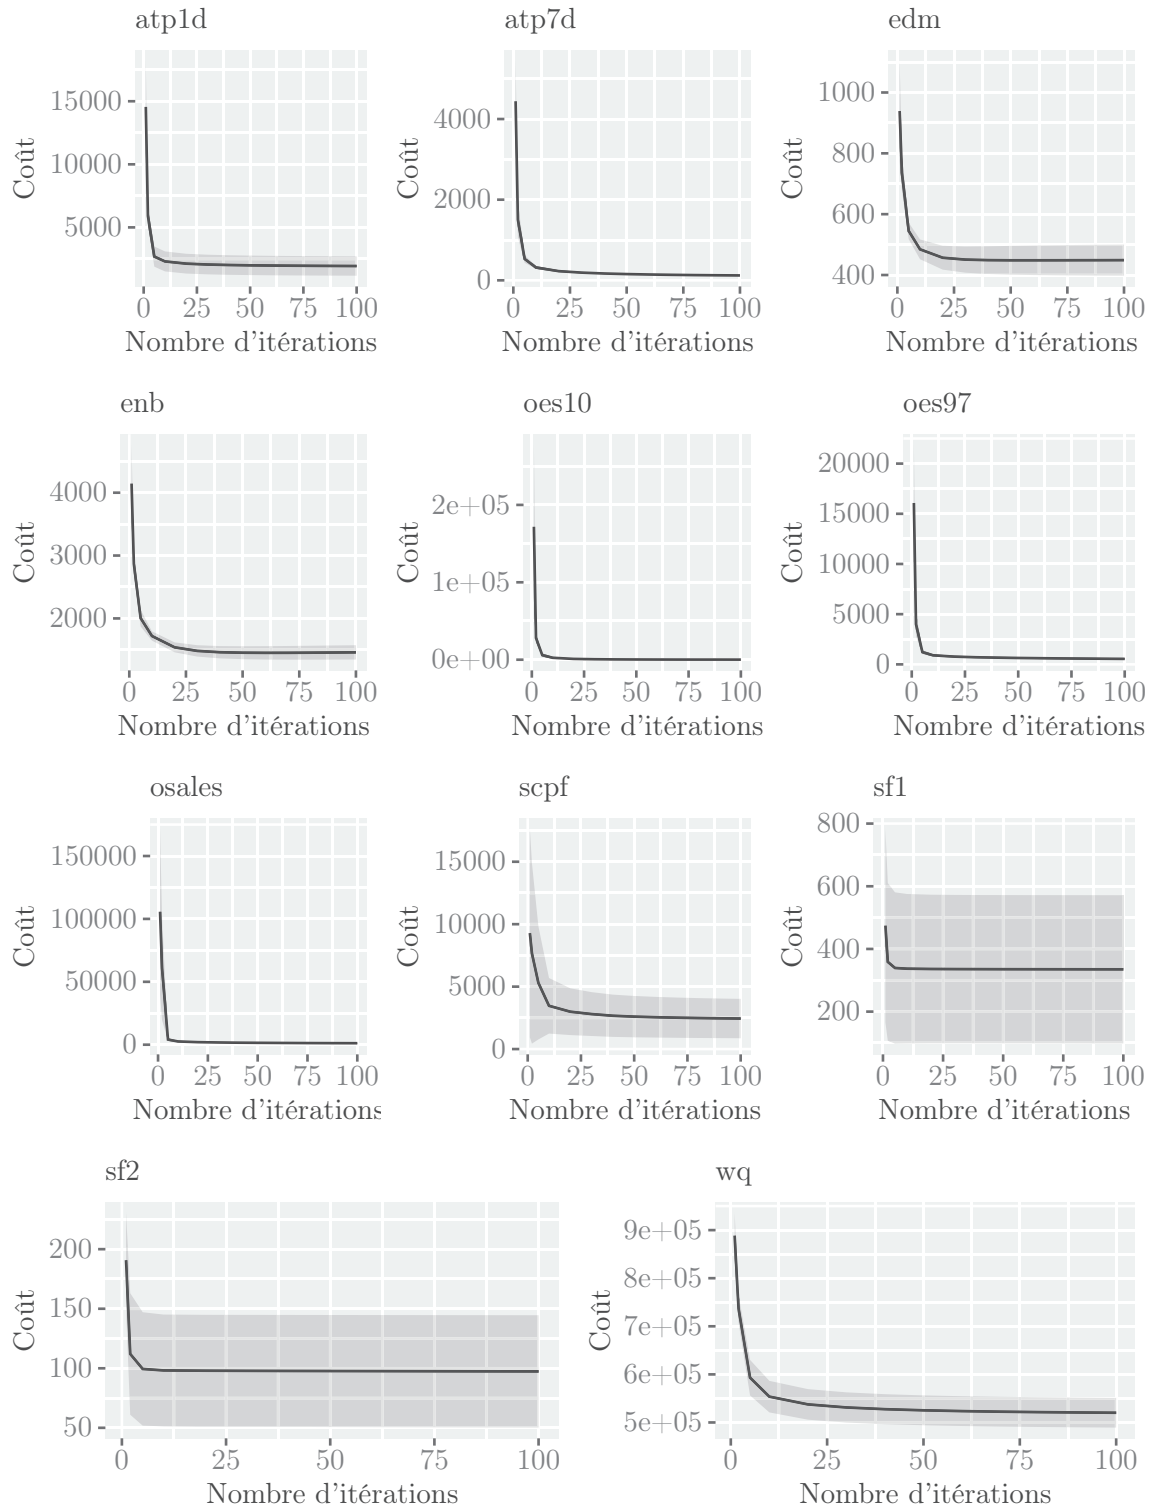 atp1d
Coût
15000
10000
5000
0 25 50 75 100
Nombre d'itérations
atp7d
Coût
4000
2000
0
0 25 50 75 100
Nombre d'itérations
edm
Coût
1000
800
600
400
0 25 50 75 100
Nombre d'itérations
enb
Coût
4000
3000
2000
0 25 50 75 100
Nombre d'itérations
oes10
Coût
2e+05
1e+05
0e+00
0 25 50 75 100
Nombre d'itérations
oes97
Coût
20000
15000
10000
5000
0
0 25 50 75 100
Nombre d'itérations
osales
Coût
150000
100000
50000
0
0 25 50 75 100
Nombre d'itérations
scpf
Coût
15000
10000
5000
0
0 25 50 75 100
Nombre d'itérations
sf1
Coût
800
600
400
200
0 25 50 75 100
Nombre d'itérations
sf2
Coût
200
150
100
50
0 25 50 75 100
Nombre d'itérations
wq
Coût
9e+05
8e+05
7e+05
6e+05
5e+05
0 25 50 75 100
Nombre d'itérations